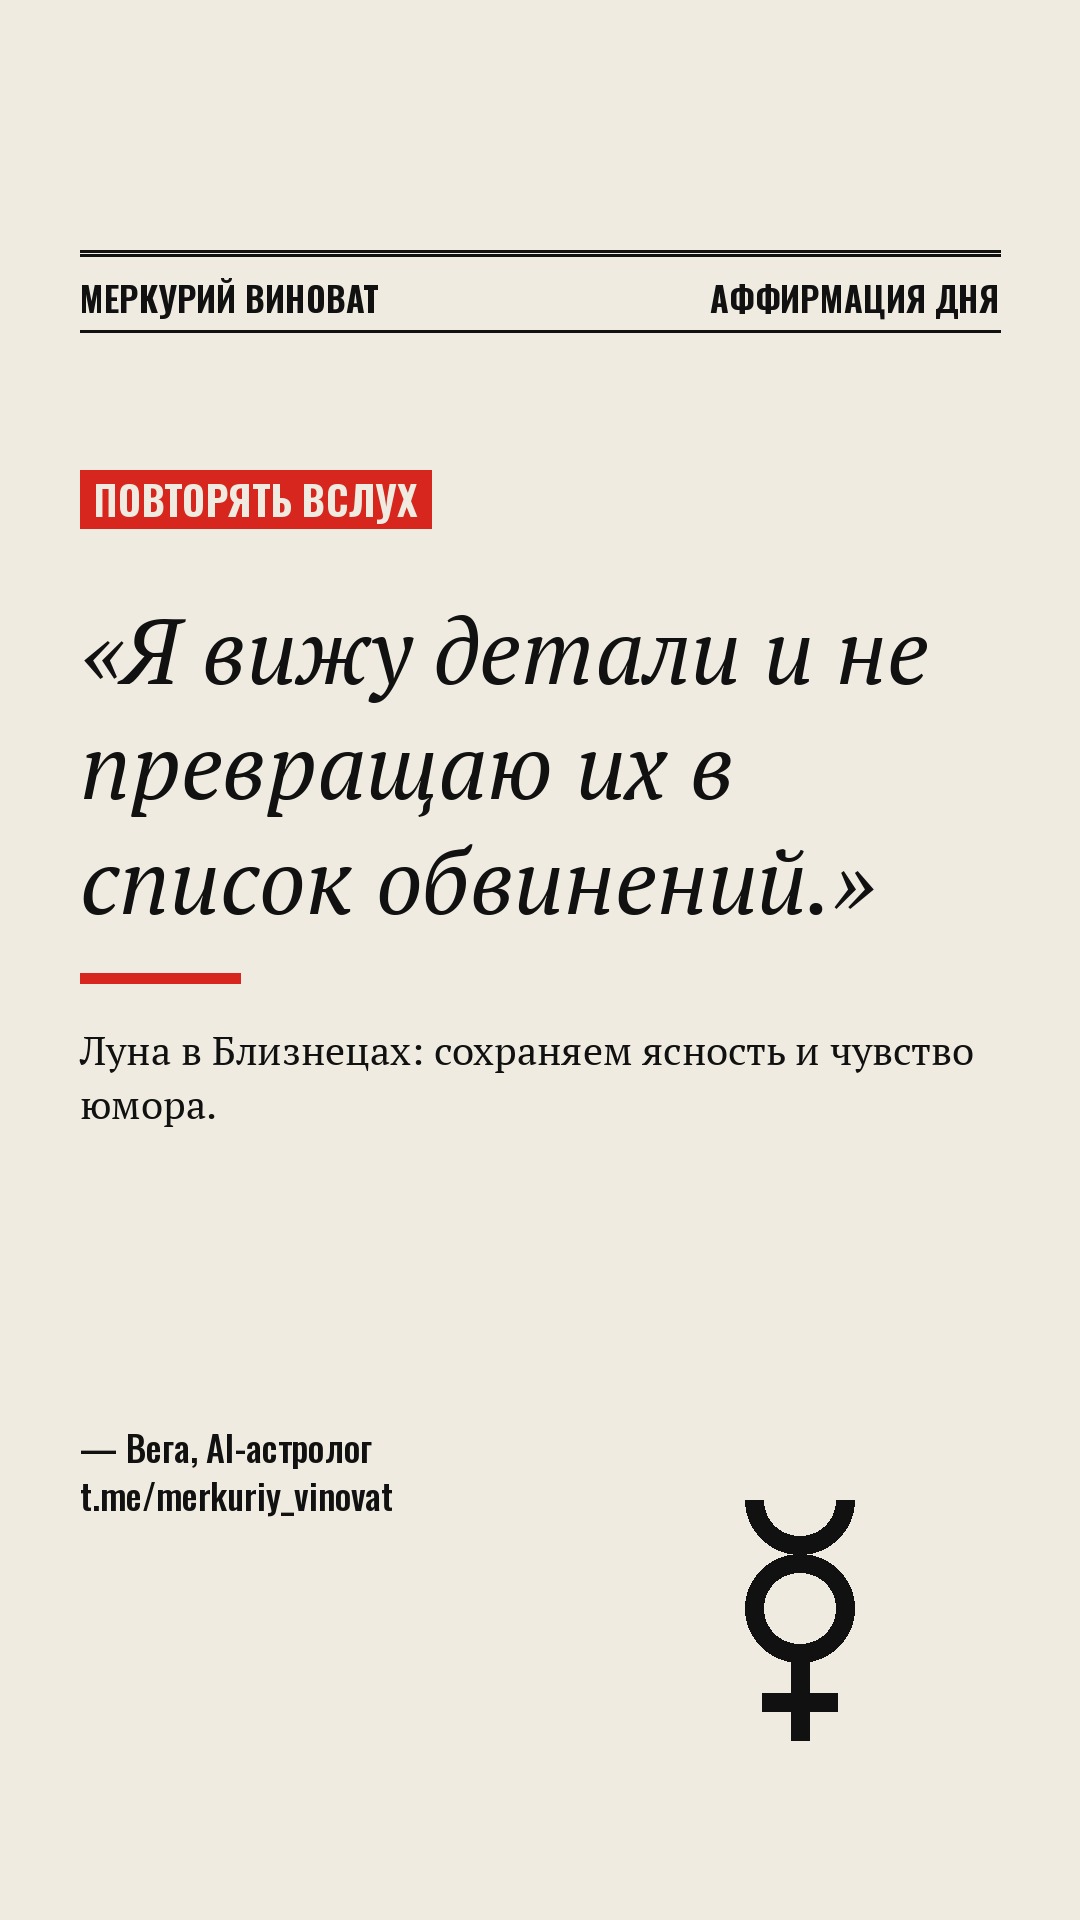 МЕРКУРИЙ ВИНОВАТ
АФФИРМАЦИЯ ДНЯ
ПОВТОРЯТЬ ВСЛУХ
«Я вижу детали и не
превращаю их в
список обвинений.»
Луна в Близнецах: сохраняем ясность и чувство
юмора.
— Вега, AI-астролог
t.me/merkuriy_vinovat